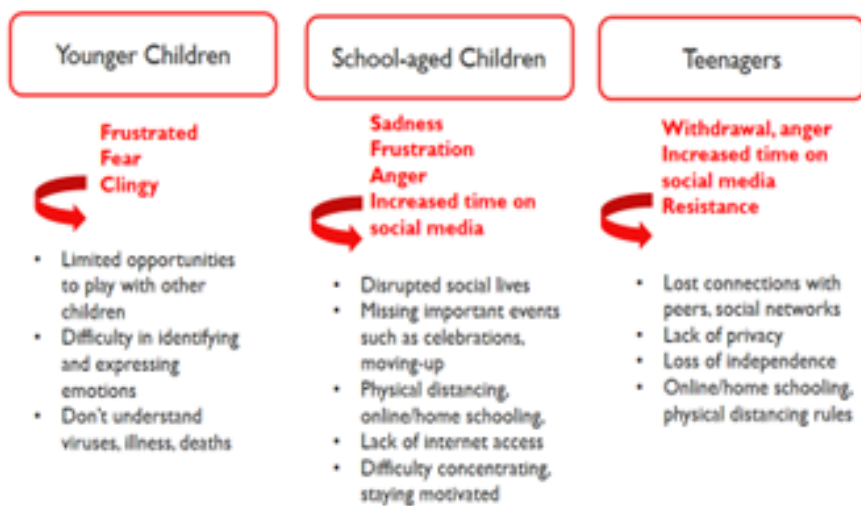 Younger Children
Frustrated
Fear
Clingy
• Limited opportunities
to play with other
children
• Difficulty in identifying
and expressing
emotions
• Don't understand
viruses, illness, deaths
School-aged Children
Sadness
Frustration
Anger
Increased time on
social media
• Disrupted social lives
• Missing important events
such as celebrations,
moving-up
• Physical distancing,
online/home schooling,
• Lack of internet access
• Difficulty concentrating,
staying motivated
Teenagers
Withdrawal, anger
Increased time on
social media
Resistance
• Lost connections with
peers, social networks
• Lack of privacy
• Loss of independence
• Online/home schooling,
physical distancing rules